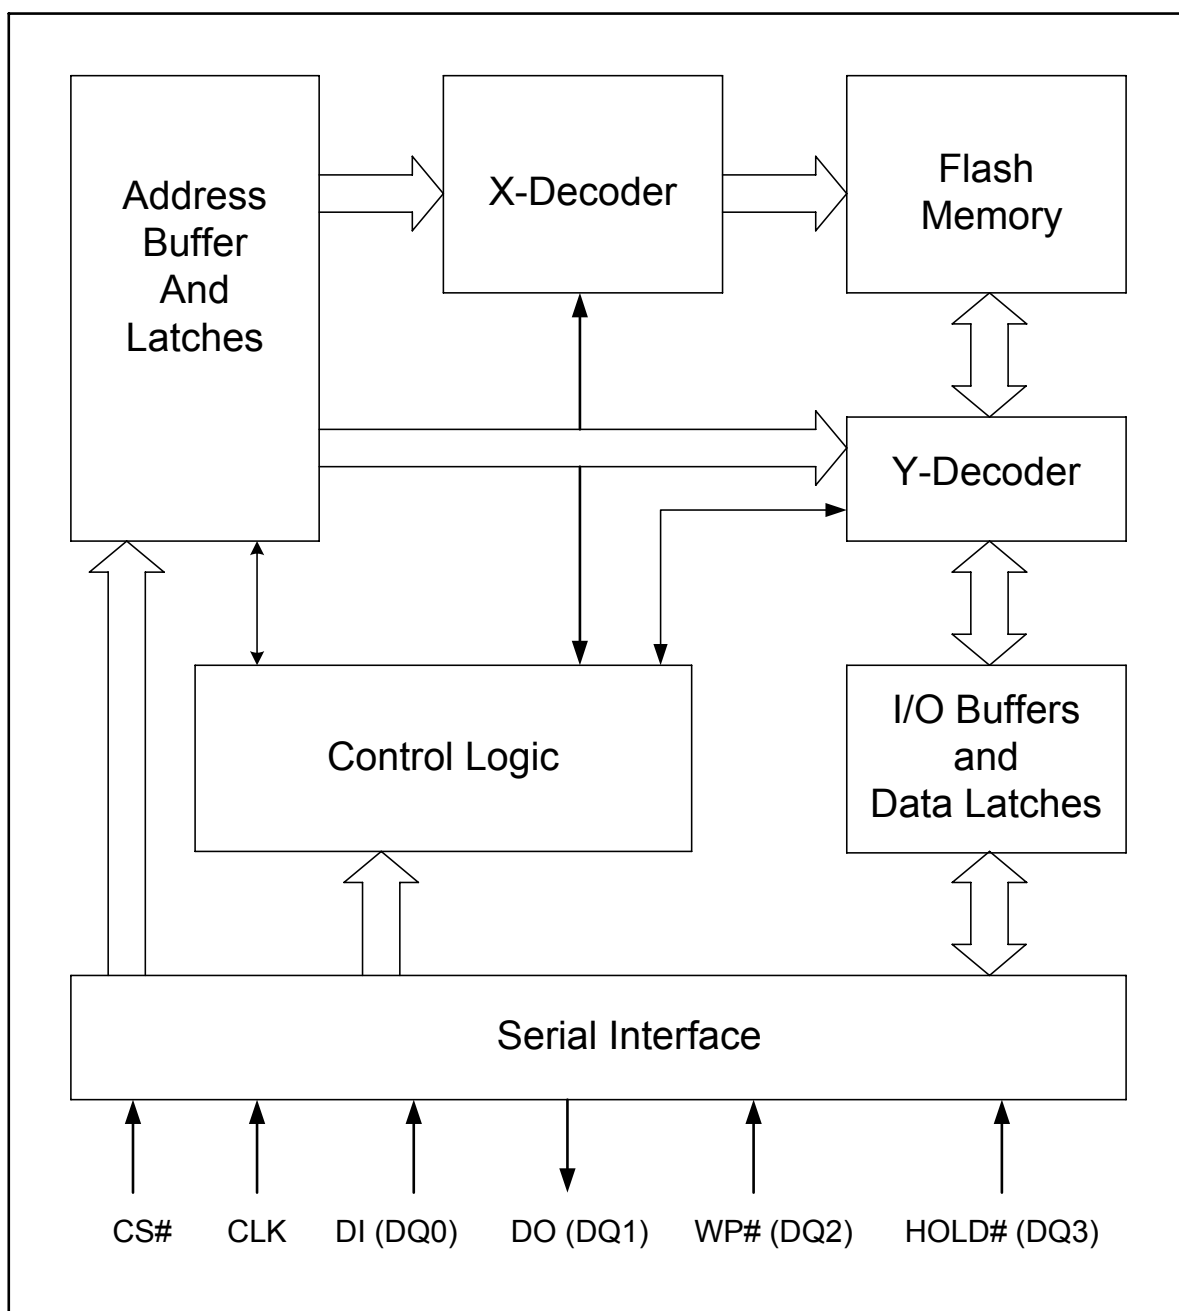 Address
Buffer
And
Latches
X-Decoder
Flash
Memory
Y-Decoder
Control Logic
I/O Buffers
and
Data Latches
Serial Interface
CS#
CLK
DI (DQ0)
DO (DQ1)
WP# (DQ2)
HOLD# (DQ3)